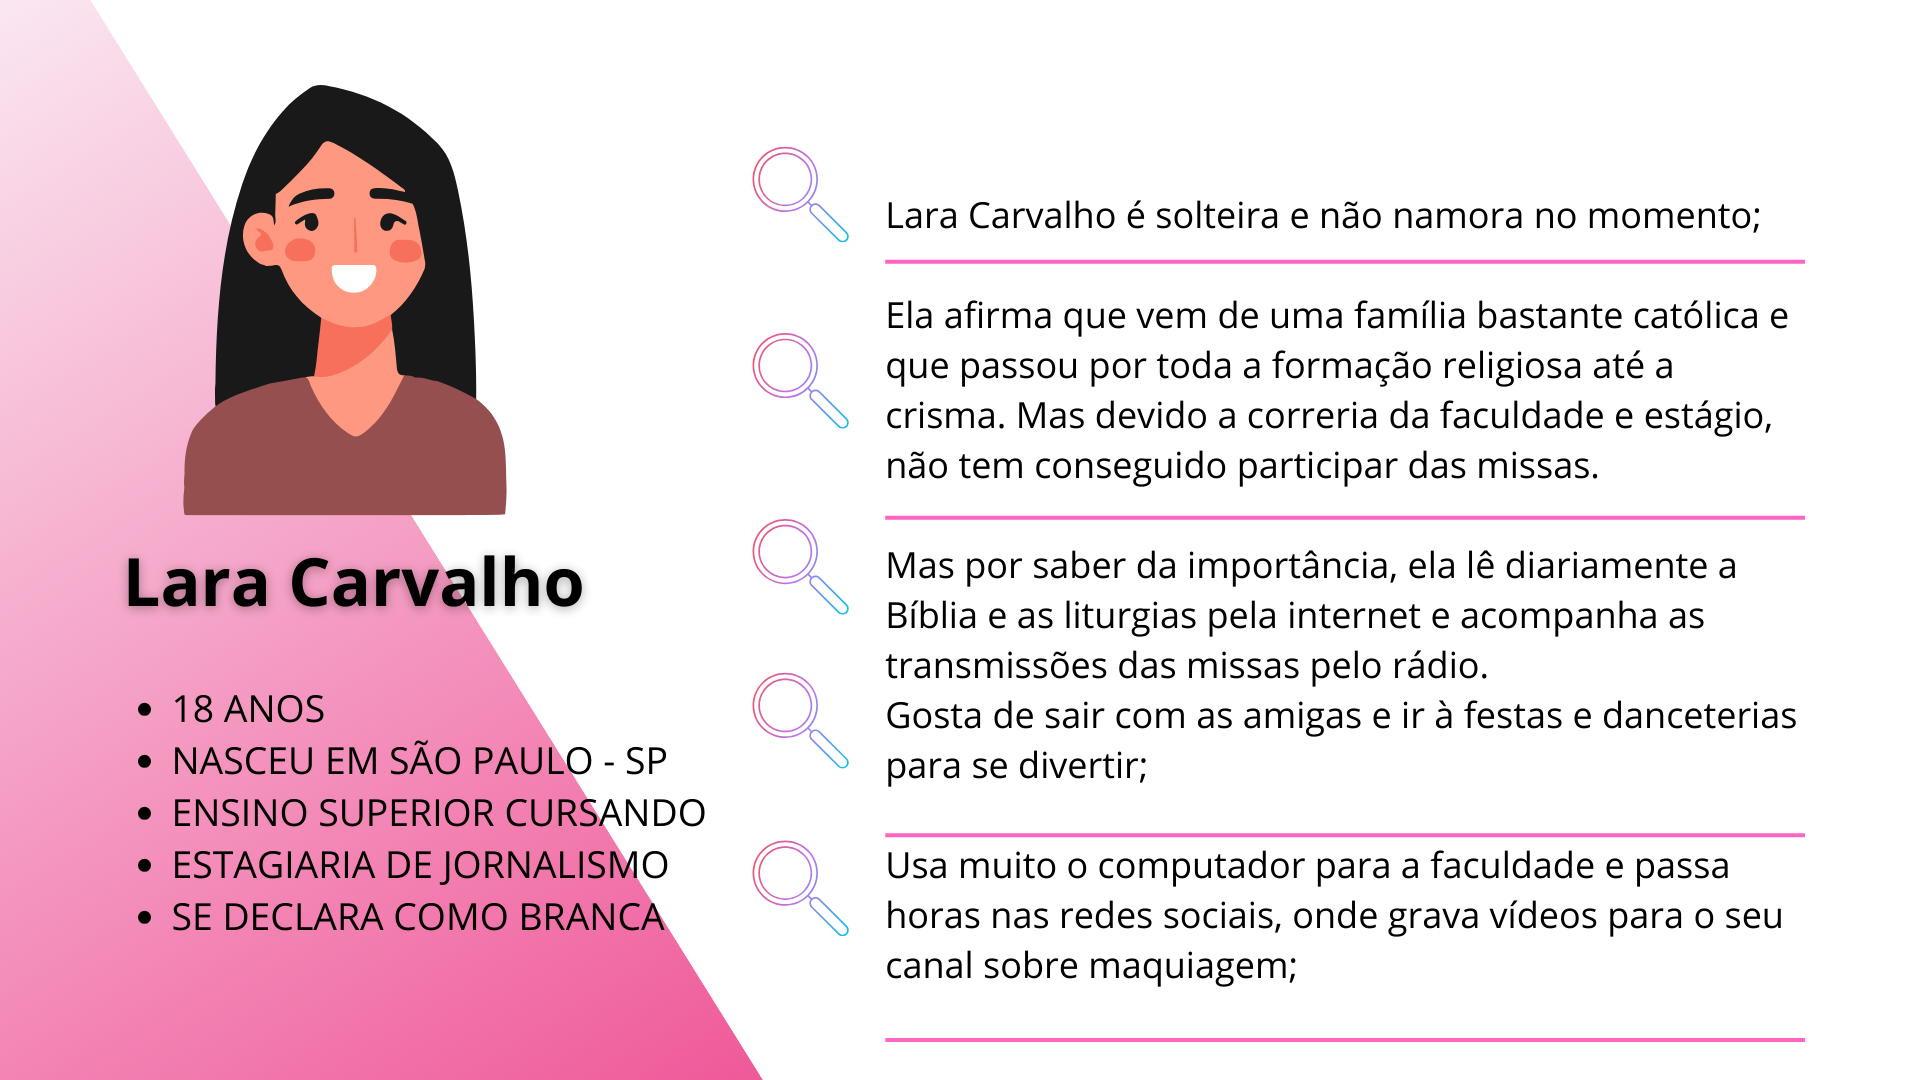 Lara Carvalho
18 ANOS
NASCEU EM SÃO PAULO - SP
ENSINO SUPERIOR CURSANDO
ESTAGIARIA DE JORNALISMO
SE DECLARA COMO BRANCA
Lara Carvalho é solteira e não namora no momento;
Ela afirma que vem de uma família bastante católica e
que passou por toda a formação religiosa até a
crisma. Mas devido a correria da faculdade e estágio,
não tem conseguido participar das missas.
Mas por saber da importância, ela lê diariamente a
Bíblia e as liturgias pela internet e acompanha as
transmissões das missas pelo rádio.
Gosta de sair com as amigas e ir à festas e danceterias
para se divertir;
Usa muito o computador para a faculdade e passa
horas nas redes sociais, onde grava vídeos para o seu
canal sobre maquiagem;